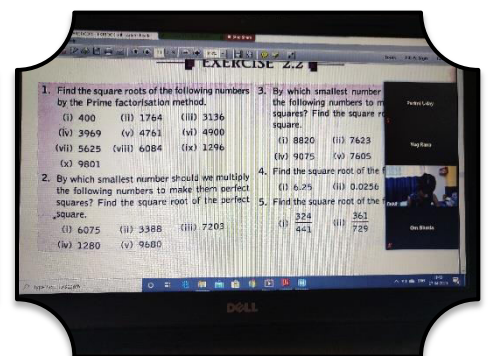 EXERCISE 2.2
1. Find the square roots of the following numbers
by the Prime factorisation method.
(i) 400 (ii) 1764 (iii) 3136
(iv) 3969 (v) 4761 (vi) 4900
(vii) 5625 (viii) 6084 (ix) 1296
(x) 9801
2. By which smallest number should we multiply
the following numbers to make them perfect
squares? Find the square root of the perfect
square.
(i) 6075 (ii) 3388 (iii) 7203
(iv) 1280 (v) 9680
3. By which smallest number
the following numbers to m
squares? Find the square r
square.
(i) 8820 (ii) 7623
(iv) 9075 (v) 7605
4. Find the square root of the f
(i) 6.25 (ii) 0.0256
5. Find the square root of the f
(i) 324/441 (ii) 361/729
DELL